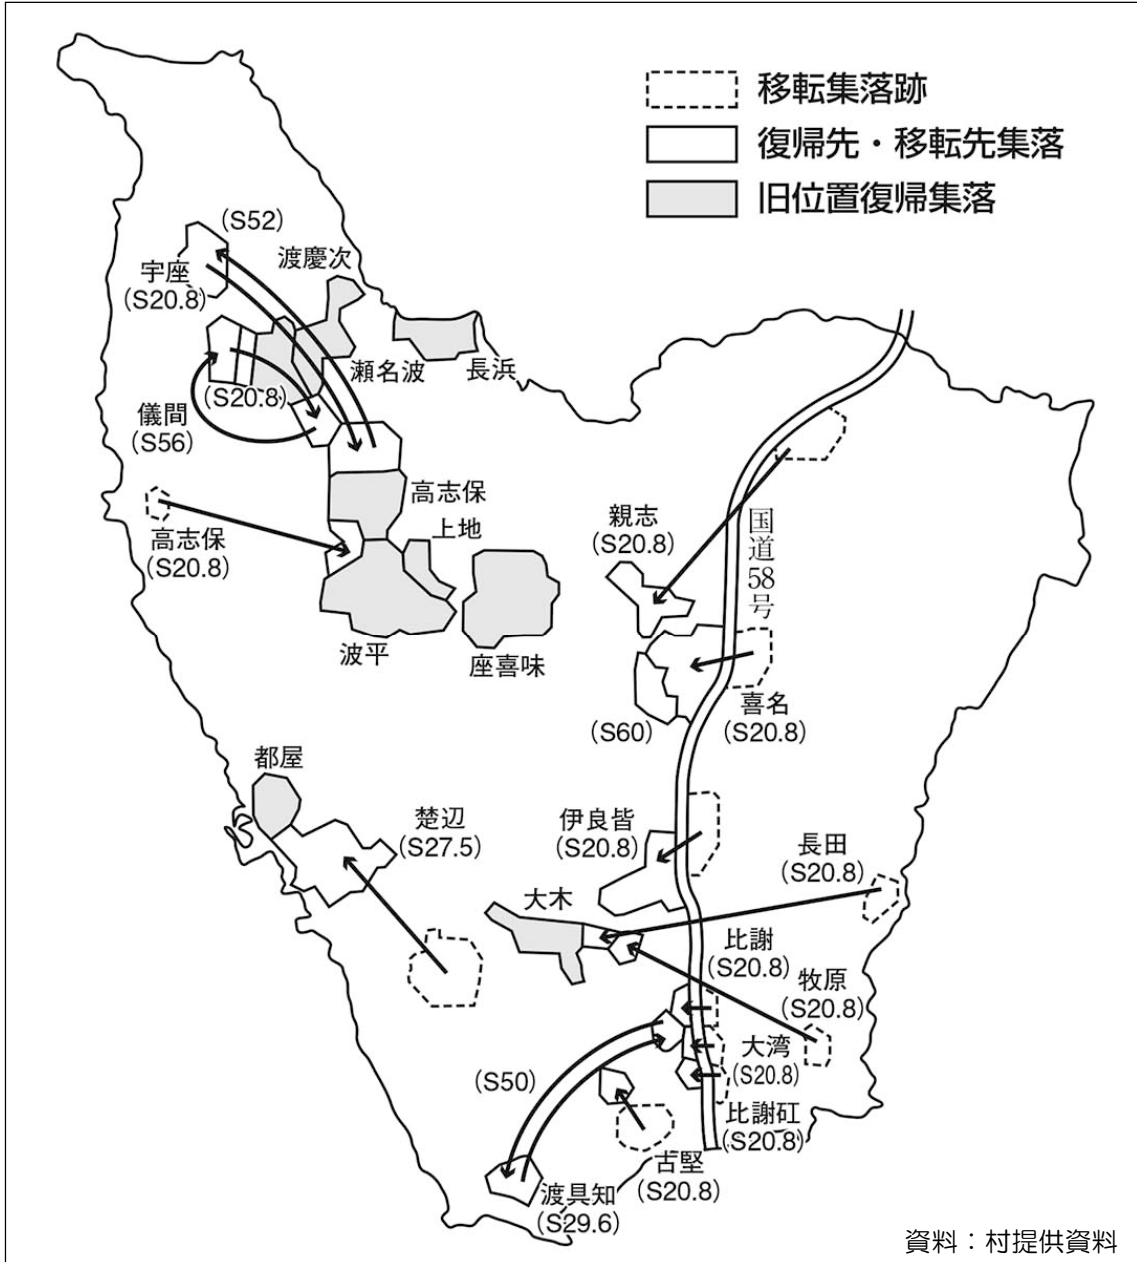 移転集落跡
復帰先・移転先集落
旧位置復帰集落
(S52)
渡慶次
宇座
(S20.8)
瀬名波
長浜
(S20.8)
儀間
(S56)
高志保
上地
高志保
(S20.8)
親志
(S20.8)
国道58号
波平
座喜味
喜名
(S20.8)
(S60)
都屋
楚辺
(S27.5)
伊良皆
(S20.8)
長田
(S20.8)
大木
比謝
(S20.8)
牧原
(S20.8)
大湾
(S20.8)
(S50)
比謝矼
(S20.8)
古堅
(S20.8)
渡具知
(S29.6)
資料：村提供資料